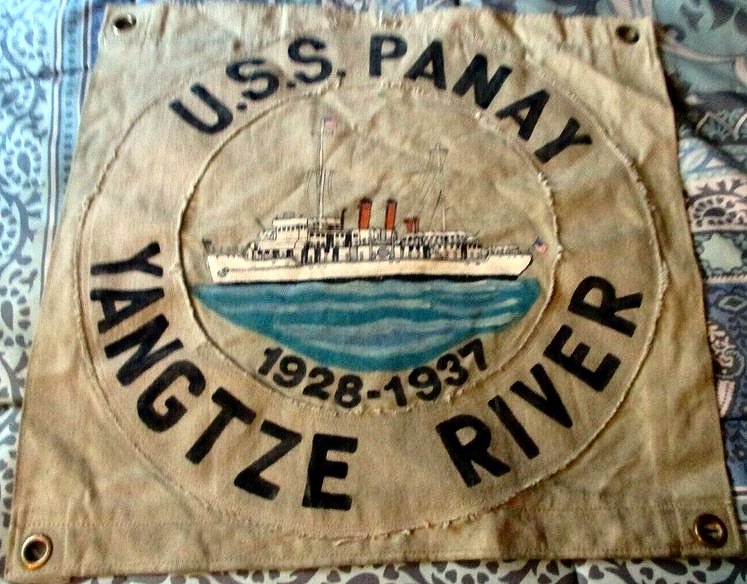 U.S.S. PANAY
1928-1937
YANGTZE RIVER